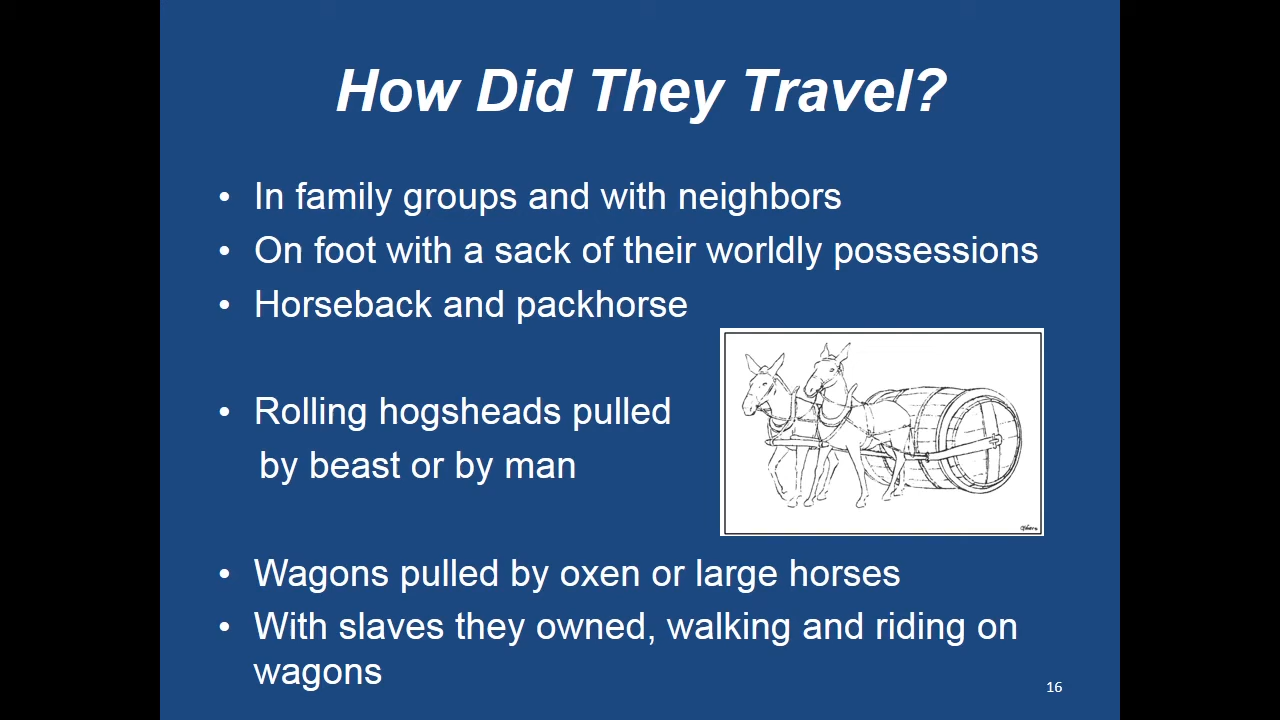 How Did They Travel?
• In family groups and with neighbors
• On foot with a sack of their worldly possessions
• Horseback and packhorse
• Rolling hogsheads pulled
by beast or by man
• Wagons pulled by oxen or large horses
• With slaves they owned, walking and riding on
wagons
16